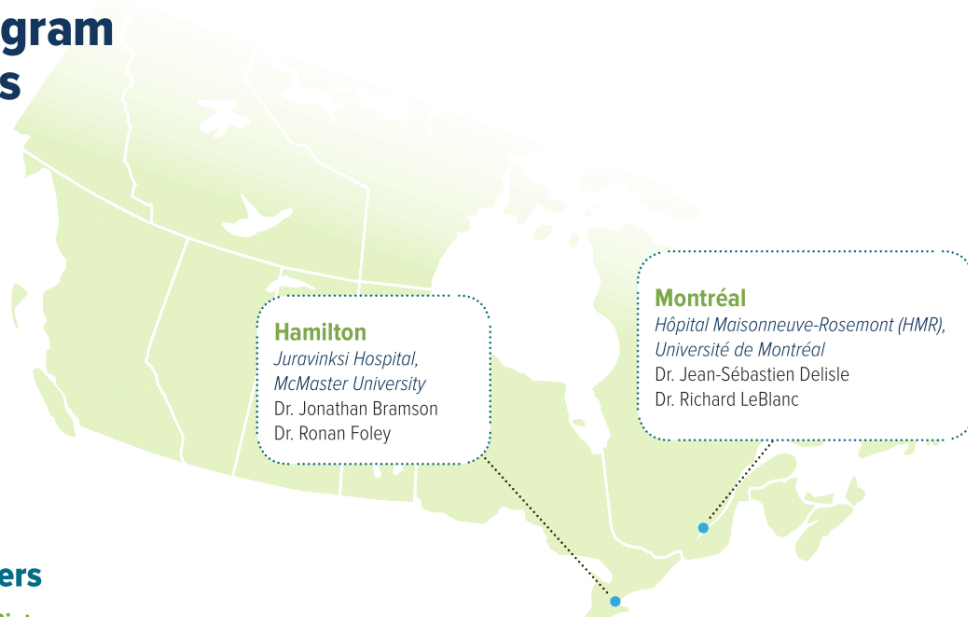 gram
s
Montréal
Hôpital Maisonneuve-Rosemont (HMR),
Université de Montréal
Dr. Jean-Sébastien Delisle
Dr. Richard LeBlanc
Hamilton
Juravinksi Hospital,
McMaster University
Dr. Jonathan Bramson
Dr. Ronan Foley
ers